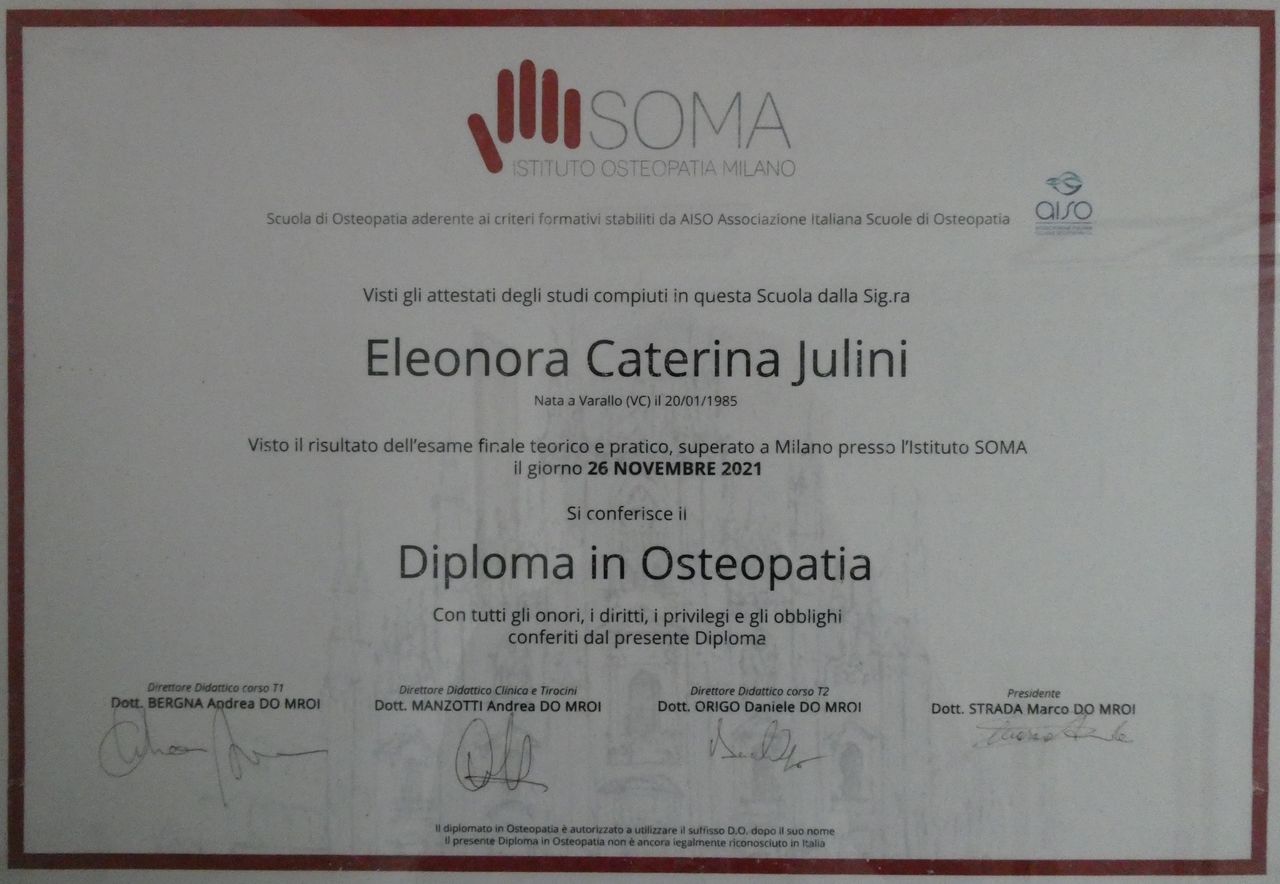 SOMA
ISTITUTO OSTEOPATIA MILANO
Scuola di Osteopatia aderente ai criteri formativi stabiliti da AISO Associazione Italiana Scuole di Osteopatia
AISO
Visti gli attestati degli studi compiuti in questa Scuola dalla Sig.ra
Eleonora Caterina Julini
Nata a Varallo (VC) il 20/01/1985
Visto il risultato dell'esame finale teorico e pratico, superato a Milano presso l'Istituto SOMA
il giorno 26 NOVEMBRE 2021
Si conferisce il
Diploma in Osteopatia
Con tutti gli onori, i diritti, i privilegi e gli obblighi
conferiti dal presente Diploma
Direttore Didattico corso T1
Dott. BERGNA Andrea DO MROI
Direttore Didattico Clinica e Tirocini
Dott. MANZOTTI Andrea DO MROI
Direttore Didattico corso T2
Dott. ORIGO Daniele DO MROI
Presidente
Dott. STRADA Marco DO MROI
Il diplomato in Osteopatia è autorizzato a utilizzare il suffisso D.O. dopo il suo nome
Il presente Diploma in Osteopatia non è ancora legalmente riconosciuto in Italia